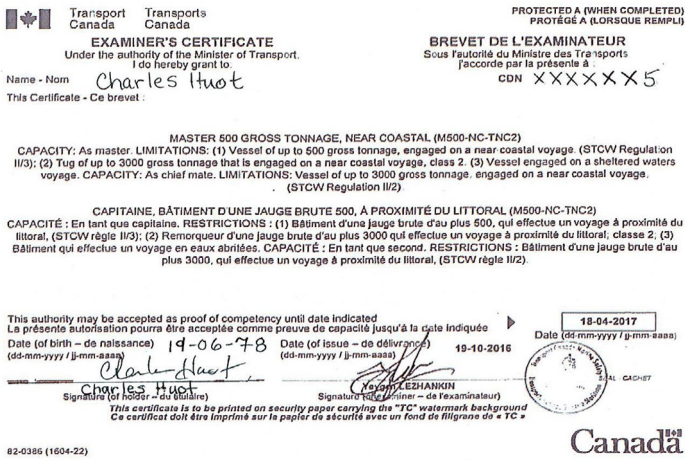 Transport Canada
Transports Canada
PROTECTED A (WHEN COMPLETED)
PROTÉGÉ A (LORSQUE REMPLI)
EXAMINER'S CERTIFICATE
Under the authority of the Minister of Transport,
I do hereby grant to:
BREVET DE L'EXAMINATEUR
Sous l'autorité du Ministre des Transports
j'accorde par la présente à :
Name - Nom Charles Huot
CDN XXXXXX5
This Certificate - Ce brevet :
MASTER 500 GROSS TONNAGE, NEAR COASTAL (M500-NC-TNC2)
CAPACITY: As master. LIMITATIONS: (1) Vessel of up to 500 gross tonnage, engaged on a near coastal voyage. (STCW Regulation
II/3); (2) Tug of up to 3000 gross tonnage that is engaged on a near coastal voyage, class 2. (3) Vessel engaged on a sheltered waters
voyage. CAPACITY: As chief mate. LIMITATIONS: Vessel of up to 3000 gross tonnage, engaged on a near coastal voyage,
(STCW Regulation II/2)
CAPITAINE, BÂTIMENT D'UNE JAUGE BRUTE 500, À PROXIMITÉ DU LITTORAL (M500-NC-TNC2)
CAPACITÉ : En tant que capitaine. RESTRICTIONS : (1) Bâtiment d'une jauge brute d'au plus 500, qui effectue un voyage à proximité du
littoral, (STCW règle II/3); (2) Remorqueur d'une jauge brute d'au plus 3000 qui effectue un voyage à proximité du littoral; classe 2; (3)
Bâtiment qui effectue un voyage en eaux abritées. CAPACITÉ : En tant que second. RESTRICTIONS : Bâtiment d'une jauge brute d'au
plus 3000, qui effectue un voyage à proximité du littoral, (STCW règle II/2).
This authority may be accepted as proof of competency until date indicated
La présente autorisation pourra être acceptée comme preuve de capacité jusqu'à la date indiquée
18-04-2017
Date (dd-mm-yyyy / jj-mm-aaaa)
Date (of birth – de naissance) 19-06-78
(dd-mm-yyyy / jj-mm-aaaa)
Date (of issue – de délivrance) 19-10-2016
(dd-mm-yyyy / jj-mm-aaaa)
Charles Huot
Charles Huot
Signature (of holder – du titulaire)
LEZHANKIN
Signature (of examiner – de l'examinateur)
CACHET
This certificate is to be printed on security paper carrying the "TC" watermark background
Ce certificat doit être imprimé sur la papier de sécurité avec un fond de filigrane de « TC »
82-0386 (1604-22)
Canada